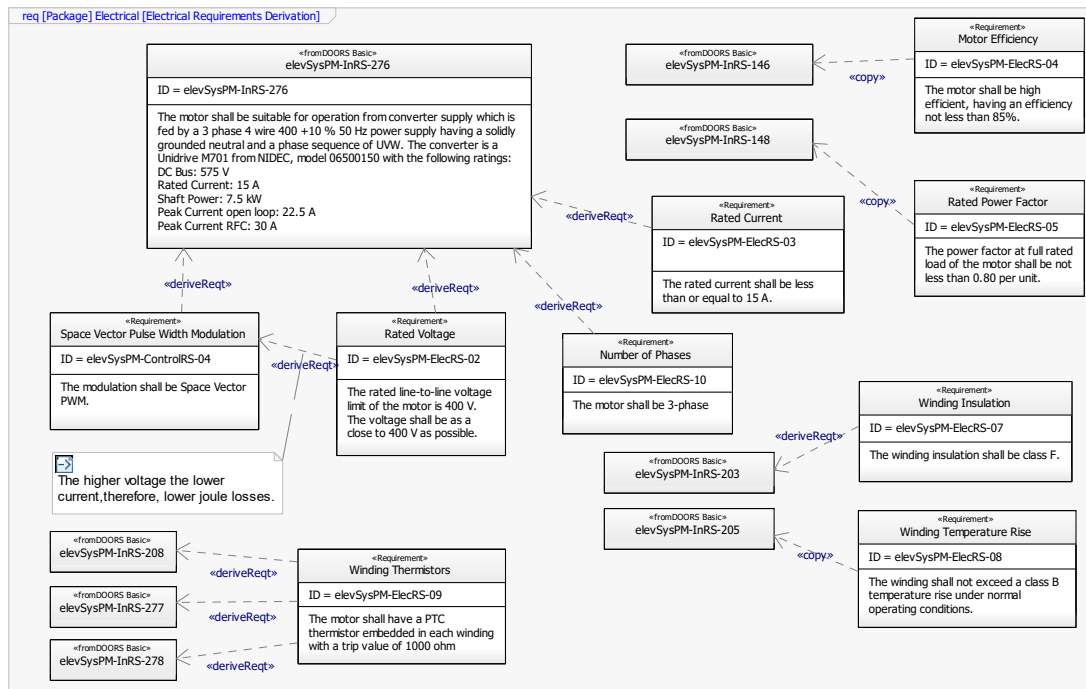 req [Package] Electrical [Electrical Requirements Derivation]
«fromDOORS Basic»
elevSysPM-InRS-276
ID = elevSysPM-InRS-276
The motor shall be suitable for operation from converter supply which is
fed by a 3 phase 4 wire 400 +10 % 50 Hz power supply having a solidly
grounded neutral and a phase sequence of UVW. The converter is a
Unidrive M701 from NIDEC, model 06500150 with the following ratings:
DC Bus: 575 V
Rated Current: 15 A
Shaft Power: 7.5 kW
Peak Current open loop: 22.5 A
Peak Current RFC: 30 A
«fromDOORS Basic»
elevSysPM-InRS-146
«copy»
«Requirement»
Motor Efficiency
ID = elevSysPM-ElecRS-04
The motor shall be high
efficient, having an efficiency
not less than 85%.
«fromDOORS Basic»
elevSysPM-InRS-148
«copy»
«Requirement»
Rated Power Factor
ID = elevSysPM-ElecRS-05
The power factor at full rated
load of the motor shall be not
less than 0.80 per unit.
«deriveReqt»
«Requirement»
Rated Current
ID = elevSysPM-ElecRS-03
The rated current shall be less
than or equal to 15 A.
«deriveReqt»
«deriveReqt»
«deriveReqt»
«Requirement»
Space Vector Pulse Width Modulation
ID = elevSysPM-ControlRS-04
The modulation shall be Space Vector
PWM.
«deriveReqt»
«Requirement»
Rated Voltage
ID = elevSysPM-ElecRS-02
The rated line-to-line voltage
limit of the motor is 400 V.
The voltage shall be as a
close to 400 V as possible.
«Requirement»
Number of Phases
ID = elevSysPM-ElecRS-10
The motor shall be 3-phase
The higher voltage the lower
current,therefore, lower joule losses.
«Requirement»
Winding Insulation
ID = elevSysPM-ElecRS-07
The winding insulation shall be class F.
«deriveReqt»
«fromDOORS Basic»
elevSysPM-InRS-203
«fromDOORS Basic»
elevSysPM-InRS-205
«copy»
«Requirement»
Winding Temperature Rise
ID = elevSysPM-ElecRS-08
The winding shall not exceed a class B
temperature rise under normal
operating conditions.
«fromDOORS Basic»
elevSysPM-InRS-208
«deriveReqt»
«fromDOORS Basic»
elevSysPM-InRS-277
«deriveReqt»
«fromDOORS Basic»
elevSysPM-InRS-278
«deriveReqt»
«Requirement»
Winding Thermistors
ID = elevSysPM-ElecRS-09
The motor shall have a PTC
thermistor embedded in each winding
with a trip value of 1000 ohm